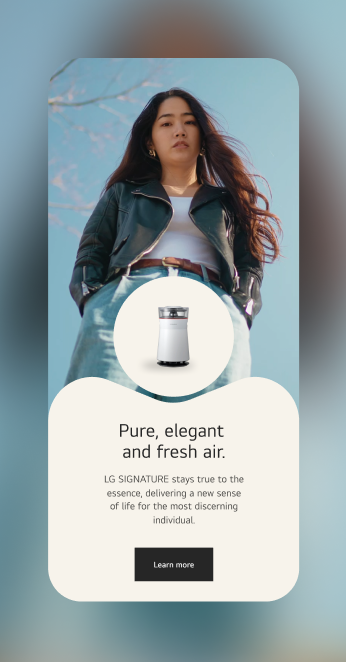 Pure, elegant
and fresh air.
LG SIGNATURE stays true to the
essence, delivering a new sense
of life for the most discerning
individual.
Learn more